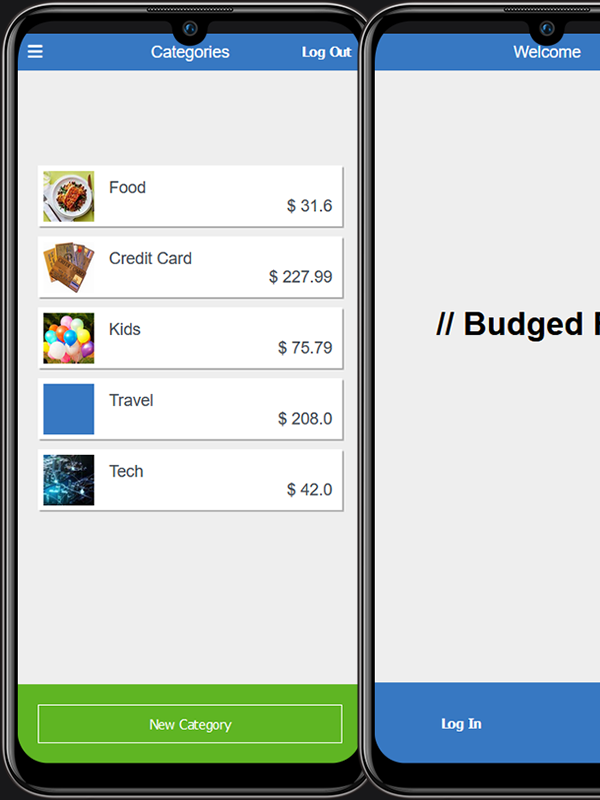 Categories
Log Out
Food
$ 31.6
Credit Card
$ 227.99
Kids
$ 75.79
Travel
$ 208.0
Tech
$ 42.0
New Category
Welcome
// Budged
Log In